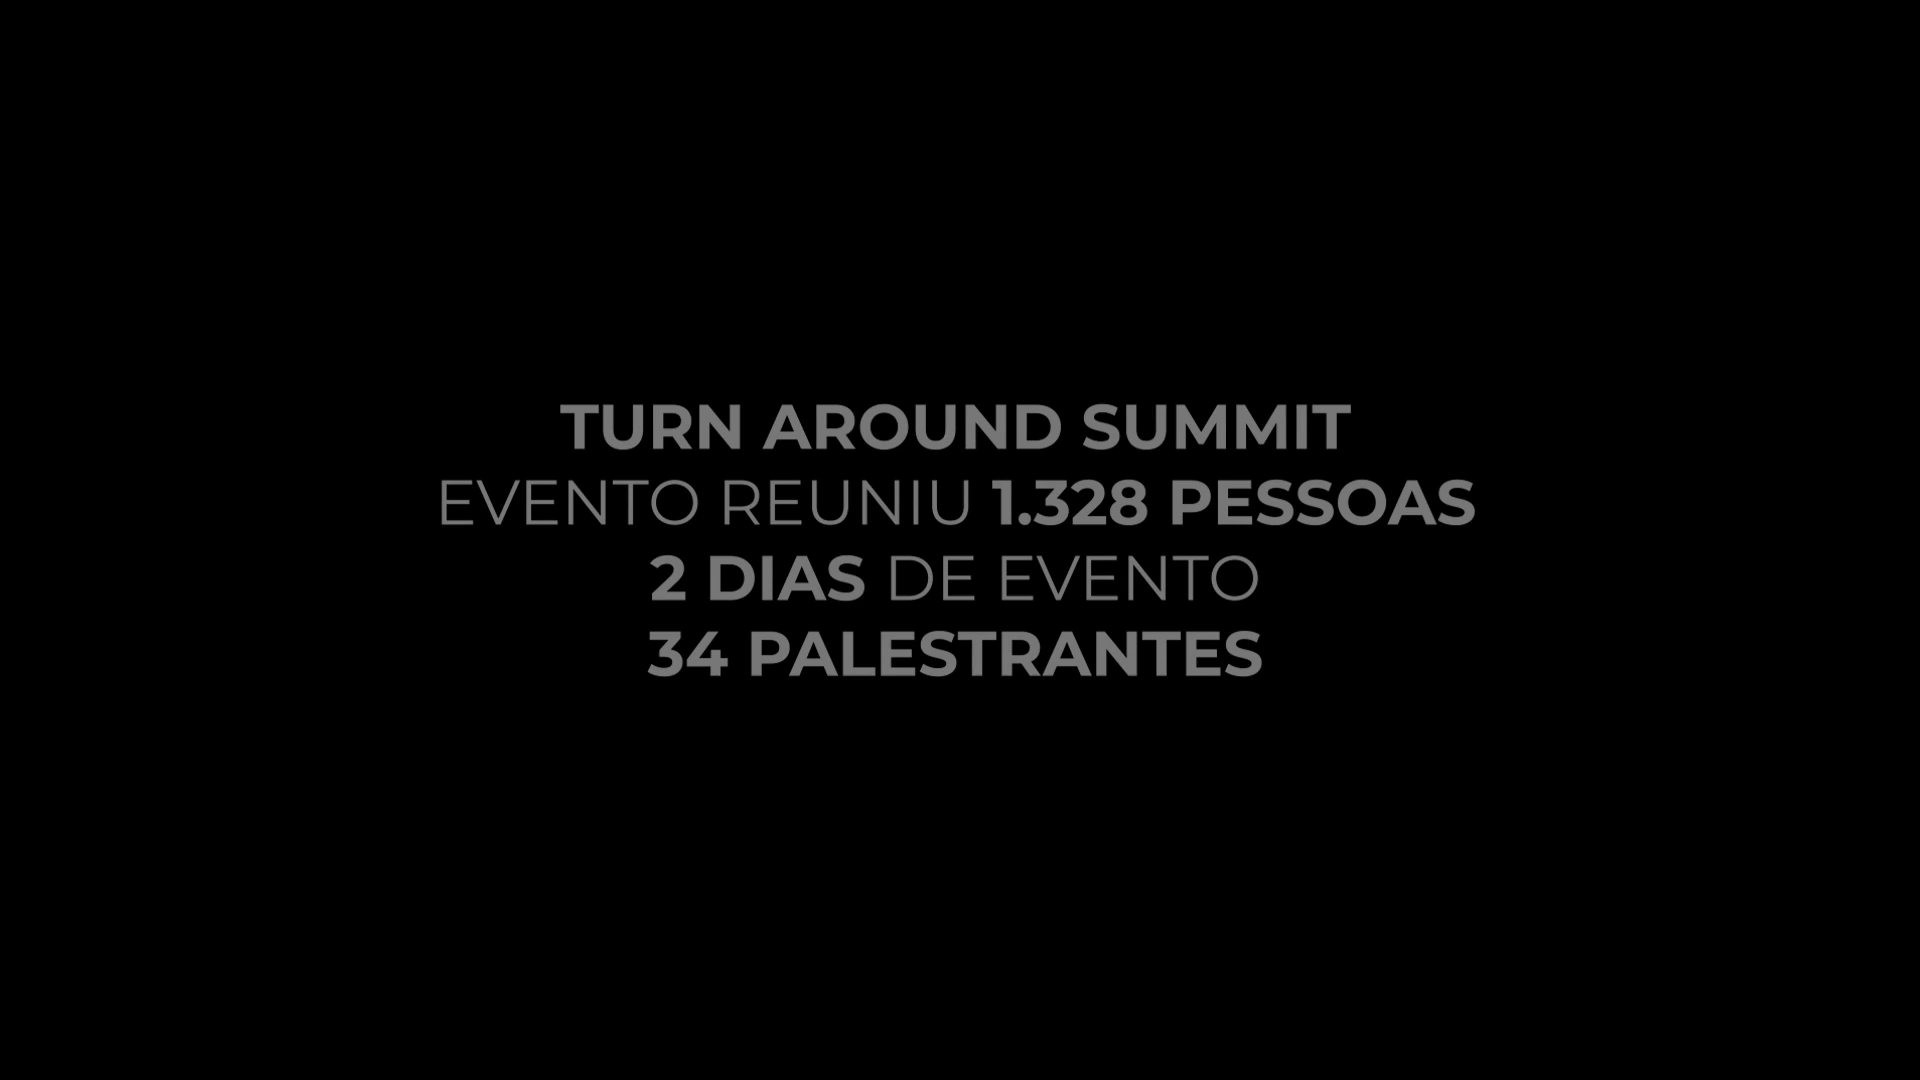 TURN AROUND SUMMIT
EVENTO REUNIU 1.328 PESSOAS
2 DIAS DE EVENTO
34 PALESTRANTES